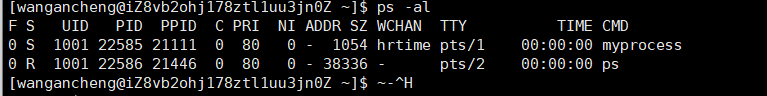 [wangancheng@iZ8vb2ohj178ztl1uu3jn0Z ~]$ ps -al
F S   UID   PID  PPID  C PRI  NI ADDR SZ WCHAN  TTY          TIME CMD
0 S  1001 22585 21111  0  80   0 -  1054 hrtime pts/1    00:00:00 myprocess
0 R  1001 22586 21446  0  80   0 - 38336 -      pts/2    00:00:00 ps
[wangancheng@iZ8vb2ohj178ztl1uu3jn0Z ~]$ ~-^H